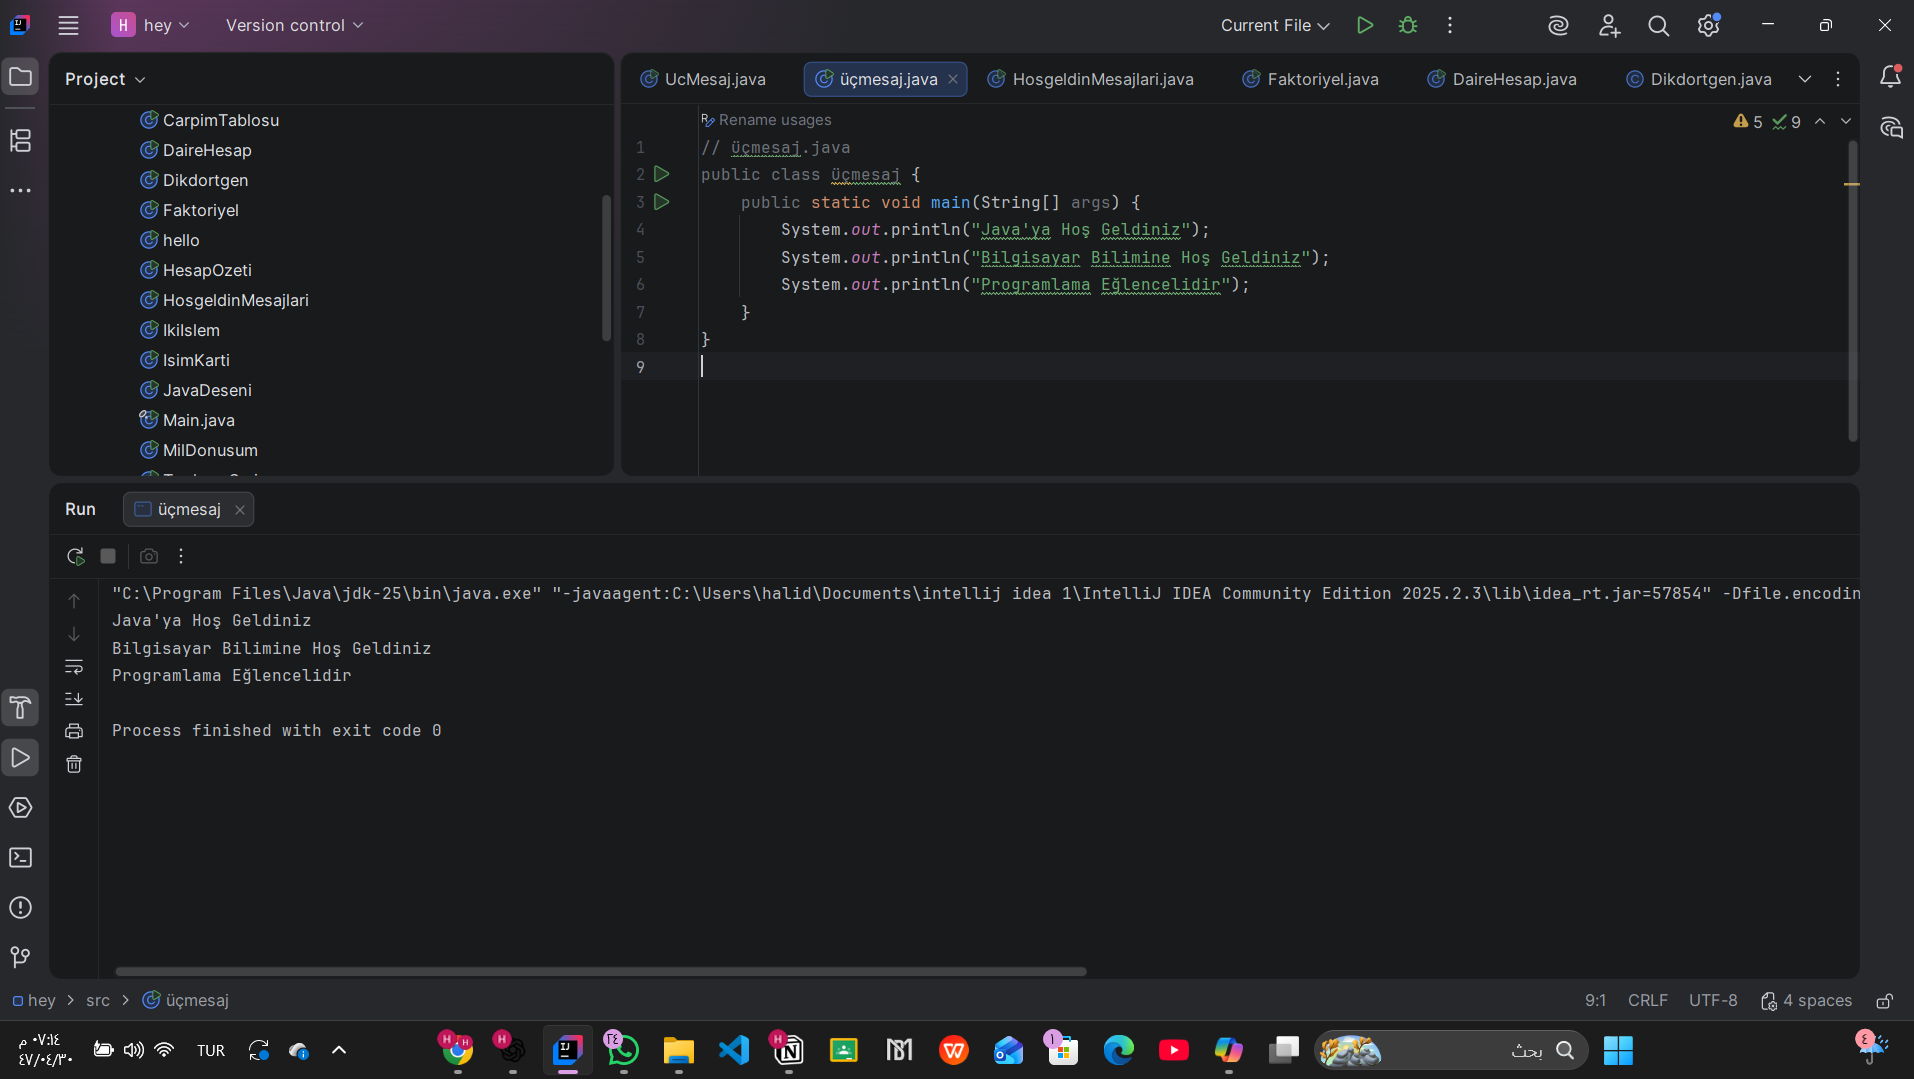 H hey Version control Current File
Project
CarpimTablosu
DaireHesap
Dikdortgen
Faktoriyel
hello
HesapOzeti
HosgeldinMesajlari
IkiIslem
IsimKarti
JavaDeseni
Main.java
MilDonusum
UcMesaj.java üçmesaj.java HosgeldinMesajlari.java Faktoriyel.java DaireHesap.java Dikdortgen.java
Rename usages 5 9
1 // üçmesaj.java
2 public class üçmesaj {
3 public static void main(String[] args) {
4 System.out.println("Java'ya Hoş Geldiniz");
5 System.out.println("Bilgisayar Bilimine Hoş Geldiniz");
6 System.out.println("Programlama Eğlencelidir");
7 }
8 }
9
Run üçmesaj
"C:\Program Files\Java\jdk-25\bin\java.exe" "-javaagent:C:\Users\halid\Documents\intellij idea 1\IntelliJ IDEA Community Edition 2025.2.3\lib\idea_rt.jar=57854" -Dfile.encodin
Java'ya Hoş Geldiniz
Bilgisayar Bilimine Hoş Geldiniz
Programlama Eğlencelidir
Process finished with exit code 0
hey > src > üçmesaj 9:1 CRLF UTF-8 4 spaces
٠٧:١٤ م
٤٧/٠٤/٣٠
TUR
٢٤
١
بحث
٤